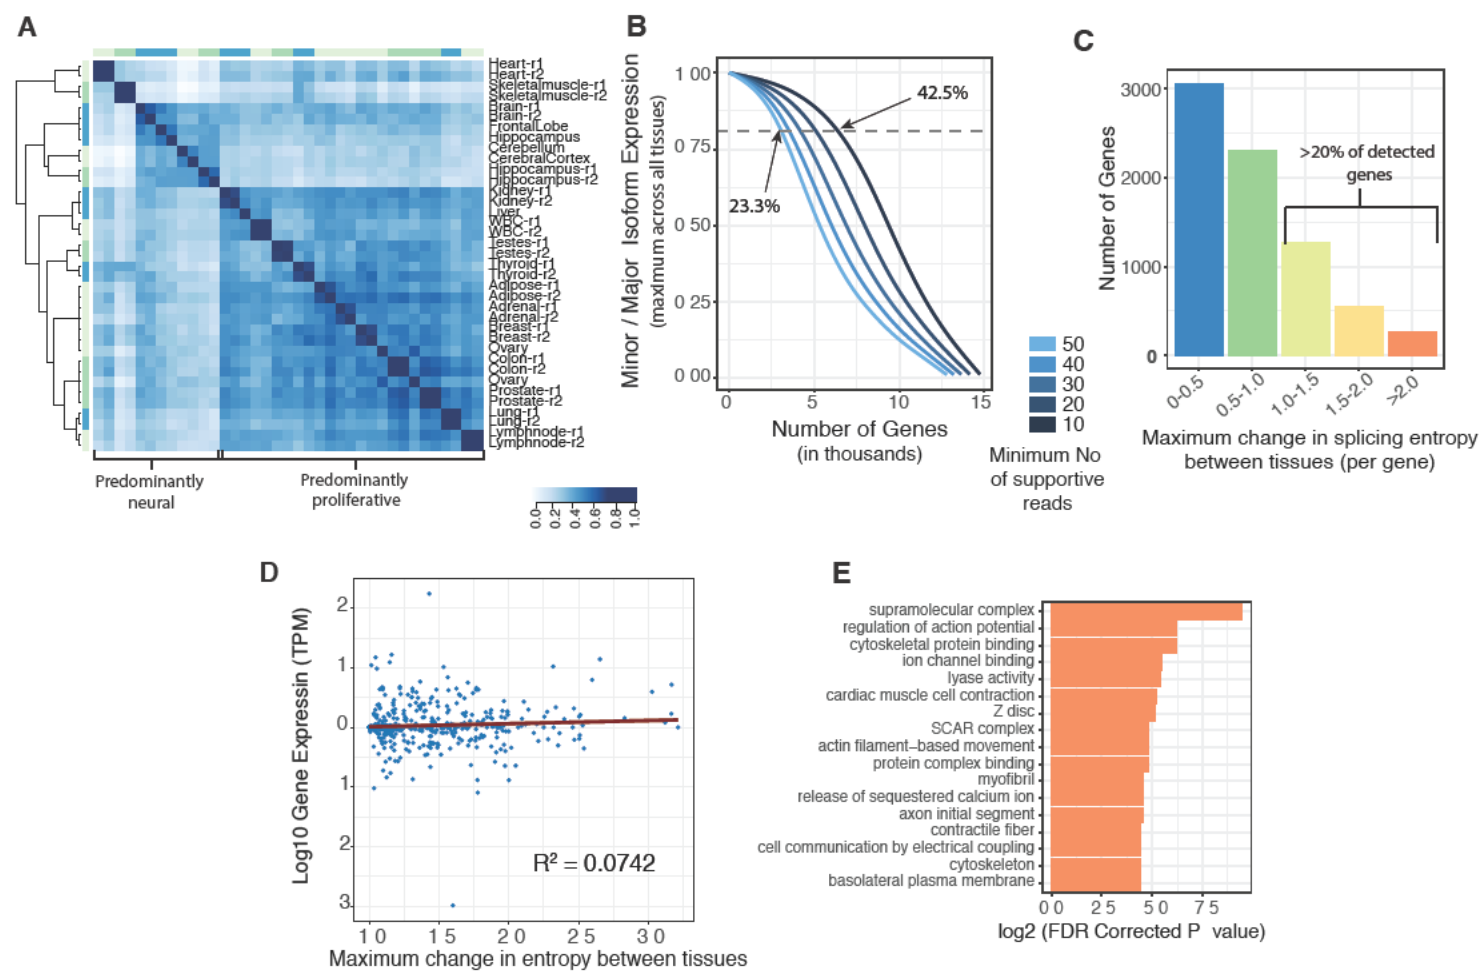 A
Heart-r1
Heart-r2
Skeletalmuscle-r1
Skeletalmuscle-r2
Brain-r1
Brain-r2
FrontalLobe
Hippocampus
Cerebellum
CerebralCortex
Hippocampus-r1
Hippocampus-r2
Kidney-r1
Kidney-r2
Liver
WBC-r1
WBC-r2
Testes-r1
Testes-r2
Thyroid-r1
Thyroid-r2
Adipose-r1
Adipose-r2
Adrenal-r1
Adrenal-r2
Breast-r1
Breast-r2
Ovary
Colon-r1
Colon-r2
Ovary
Prostate-r1
Prostate-r2
Lung-r1
Lung-r2
Lymphnode-r1
Lymphnode-r2
Predominantly
neural
Predominantly
proliferative
0.0
0.2
0.4
0.6
0.8
1.0
B
Minor / Major Isoform Expression
(maximum across all tissues)
1 00
0 75
0 50
0 25
0 00
42.5%
23.3%
0 5 10 15
Number of Genes
(in thousands)
50
40
30
20
10
Minimum No
of supportive
reads
C
Number of Genes
3000
2000
1000
0
>20% of detected
genes
0-0.5
0.5-1.0
1.0-1.5
1.5-2.0
>2.0
Maximum change in splicing entropy
between tissues (per gene)
D
Log10 Gene Expressin (TPM)
2
1
0
1
2
3
R² = 0.0742
1 0 1 5 2 0 2 5 3 0
Maximum change in entropy between tissues
E
supramolecular complex
regulation of action potential
cytoskeletal protein binding
ion channel binding
lyase activity
cardiac muscle cell contraction
Z disc
SCAR complex
actin filament−based movement
protein complex binding
myofibril
release of sequestered calcium ion
axon initial segment
contractile fiber
cell communication by electrical coupling
cytoskeleton
basolateral plasma membrane
0 0 2 5 5 0 7 5
log2 (FDR Corrected P value)